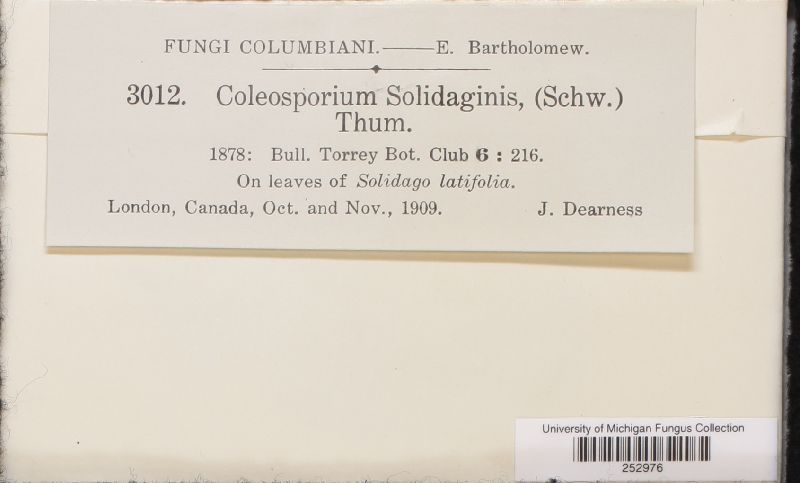 FUNGI COLUMBIANI.——E. Bartholomew.
3012. Coleosporium Solidaginis, (Schw.)
Thum.
1878: Bull. Torrey Bot. Club 6 : 216.
On leaves of Solidago latifolia.
London, Canada, Oct. and Nov., 1909. J. Dearness
University of Michigan Fungus Collection
252976